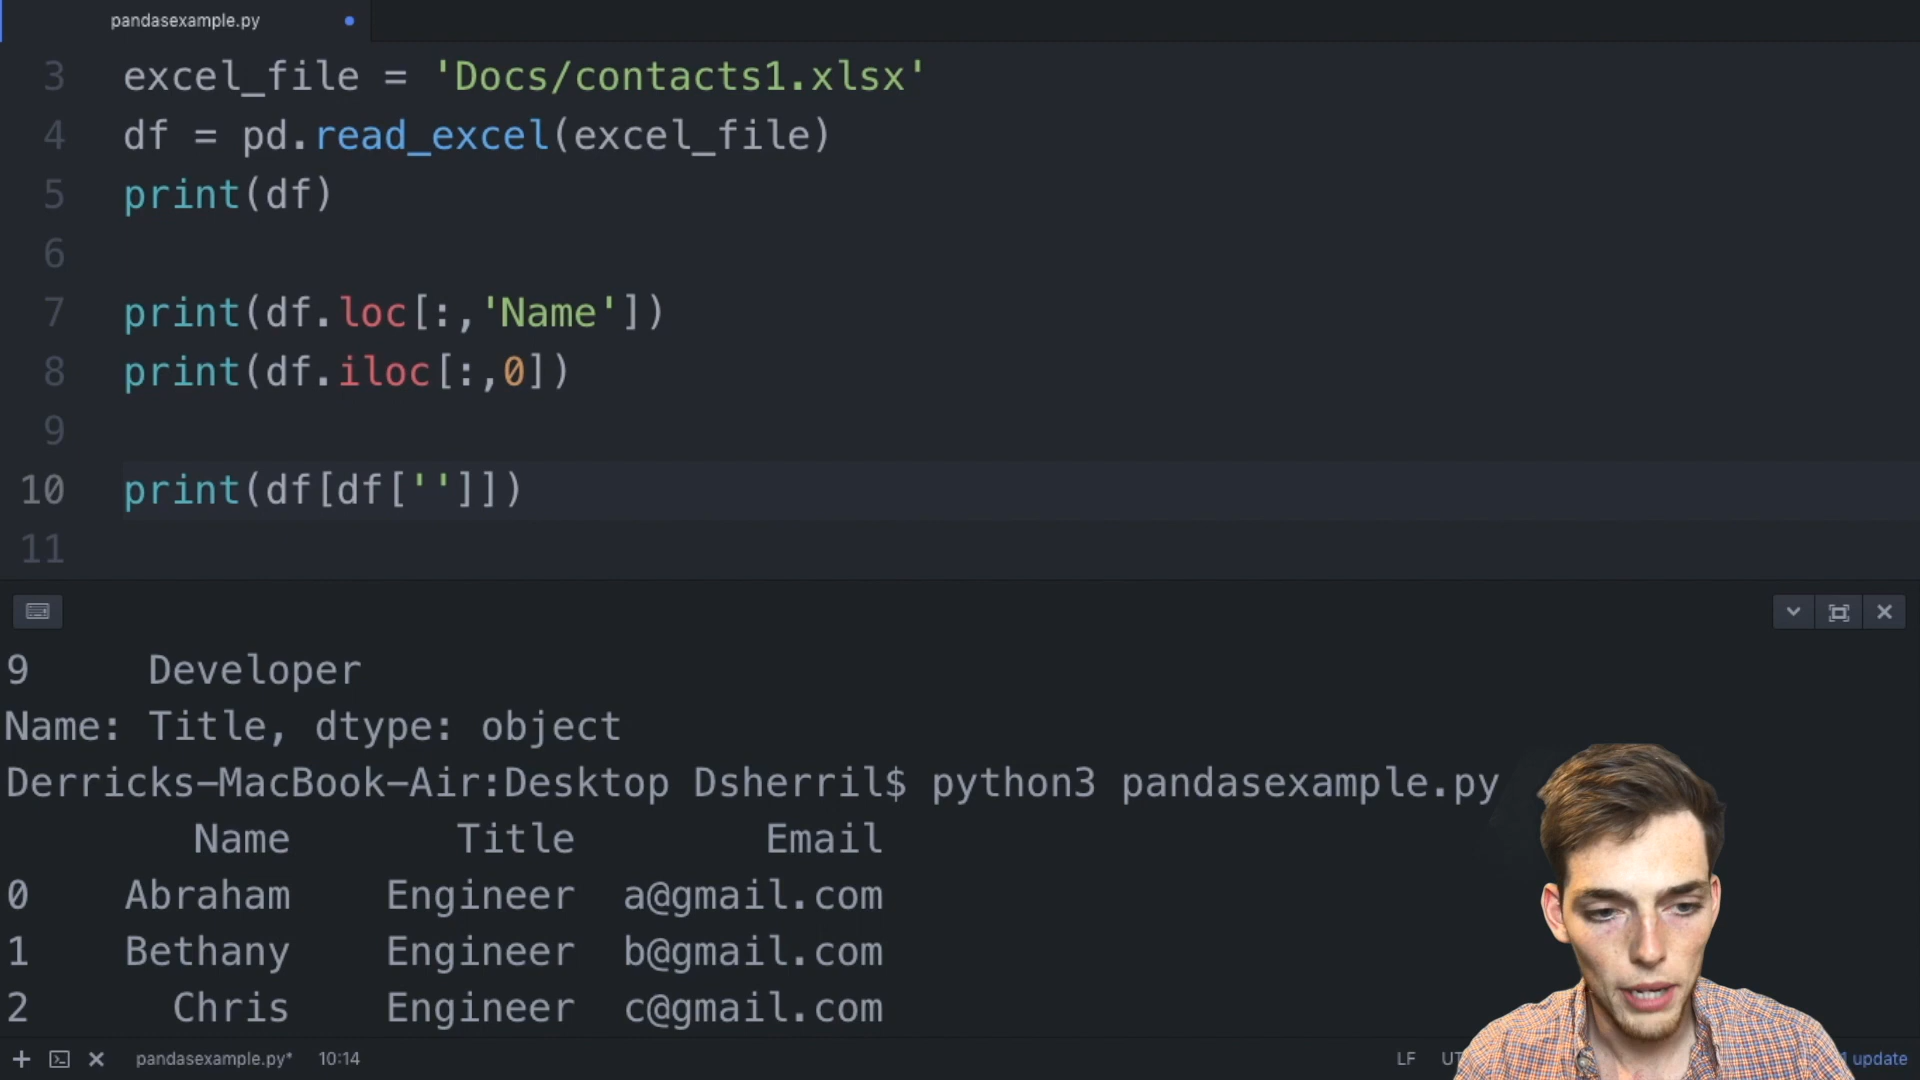 pandasexample.py
3 excel_file = 'Docs/contacts1.xlsx'
4 df = pd.read_excel(excel_file)
5 print(df)
6
7 print(df.loc[:,'Name'])
8 print(df.iloc[:,0])
9
10 print(df[df['']])
11
9 Developer
Name: Title, dtype: object
Derricks-MacBook-Air:Desktop Dsherril$ python3 pandasexample.py
Name Title Email
0 Abraham Engineer a@gmail.com
1 Bethany Engineer b@gmail.com
2 Chris Engineer c@gmail.com
pandasexample.py* 10:14 LF update